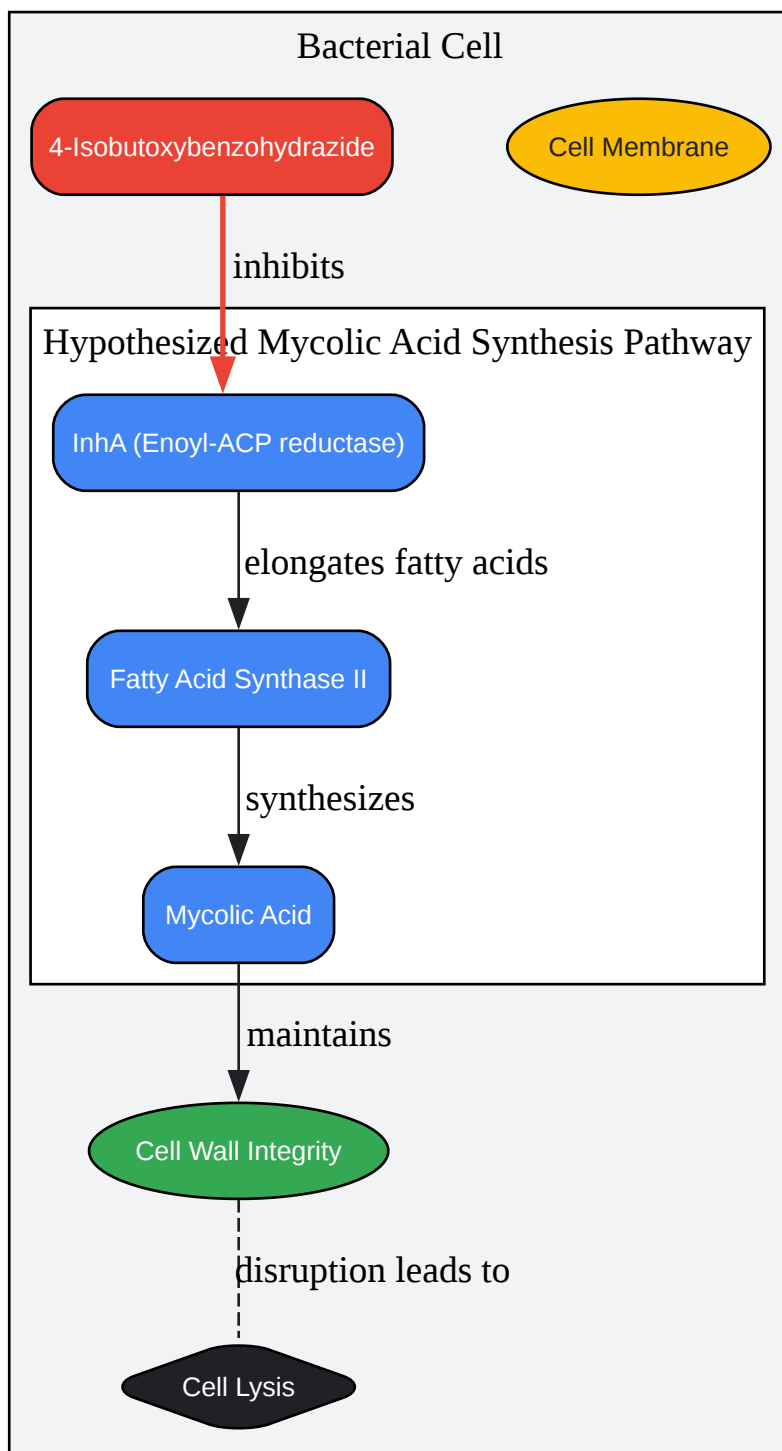 Bacterial Cell
4-Isobutoxybenzohydrazide
Cell Membrane
inhibits
Hypothesized Mycolic Acid Synthesis Pathway
InhA (Enoyl-ACP reductase)
elongates fatty acids
Fatty Acid Synthase II
synthesizes
Mycolic Acid
maintains
Cell Wall Integrity
disruption leads to
Cell Lysis